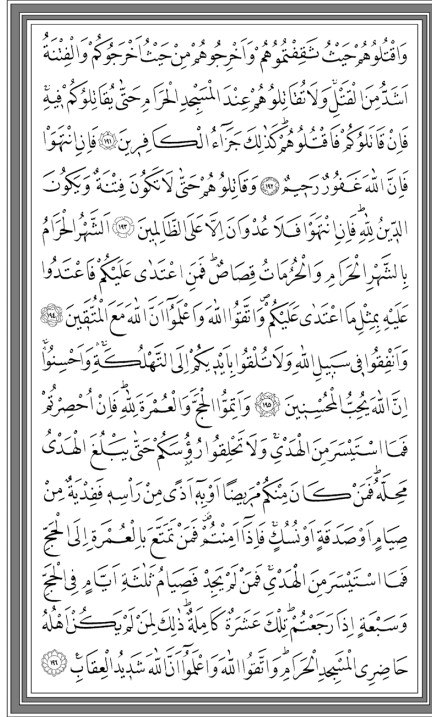 وَاقْتُلُوهُمْ حَيْثُ ثَقِفْتُمُوهُمْ وَاَخْرِجُوهُمْ مِنْ حَيْثُ اَخْرَجُوكُمْ وَالْفِتْنَةُ
اَشَدُّ مِنَ الْقَتْلِۚ وَلَا تُقَاتِلُوهُمْ عِنْدَ الْمَسْجِدِ الْحَرَامِ حَتّٰى يُقَاتِلُوكُمْ فٖيهِۚ
فَاِنْ قَاتَلُوكُمْ فَاقْتُلُوهُمْؕ كَذٰلِكَ جَزَٓاءُ الْكَافِرٖينَ ﴿١٩١﴾ فَاِنِ انْتَهَوْا
فَاِنَّ اللّٰهَ غَفُورٌ رَحٖيمٌ ﴿١٩٢﴾ وَقَاتِلُوهُمْ حَتّٰى لَا تَكُونَ فِتْنَةٌ وَيَكُونَ
الدّٖينُ لِلّٰهِؕ فَاِنِ انْتَهَوْا فَلَا عُدْوَانَ اِلَّا عَلَى الظَّالِمٖينَ ﴿١٩٣﴾ اَلشَّهْرُ الْحَرَامُ
بِالشَّهْرِ الْحَرَامِ وَالْحُرُمَاتُ قِصَاصٌؕ فَمَنِ اعْتَدٰى عَلَيْكُمْ فَاعْتَدُوا
عَلَيْهِ بِمِثْلِ مَا اعْتَدٰى عَلَيْكُمْࣕ وَاتَّقُوا اللّٰهَ وَاعْلَمُٓوا اَنَّ اللّٰهَ مَعَ الْمُتَّقٖينَ ﴿١٩٤﴾
وَاَنْفِقُوا فٖي سَبٖيلِ اللّٰهِ وَلَا تُلْقُوا بِاَيْدٖيكُمْ اِلَى التَّهْلُكَةِۚۛ وَاَحْسِنُواۚۛ
اِنَّ اللّٰهَ يُحِبُّ الْمُحْسِنٖينَ ﴿١٩٥﴾ وَاَتِمُّوا الْحَجَّ وَالْعُمْرَةَ لِلّٰهِؕ فَاِنْ اُحْصِرْتُمْ
فَمَا اسْتَيْسَرَ مِنَ الْهَدْيِۚ وَلَا تَحْلِقُوا رُؤُسَكُمْ حَتّٰى يَبْلُغَ الْهَدْيُ
مَحِلَّهُؕ فَمَنْ كَانَ مِنْكُمْ مَرٖيضاً اَوْ بِهٖٓ اَذًى مِنْ رَأْسِهٖ فَفِدْيَةٌ مِنْ
صِيَامٍ اَوْ صَدَقَةٍ اَوْ نُسُكٍۚ فَاِذَٓا اَمِنْتُمْࣕ فَمَنْ تَمَتَّعَ بِالْعُمْرَةِ اِلَى الْحَجِّ
فَمَا اسْتَيْسَرَ مِنَ الْهَدْيِۚ فَمَنْ لَمْ يَجِدْ فَصِيَامُ ثَلٰثَةِ اَيَّامٍ فِي الْحَجِّ
وَسَبْعَةٍ اِذَا رَجَعْتُمْؕ تِلْكَ عَشَرَةٌ كَامِلَةٌؕ ذٰلِكَ لِمَنْ لَمْ يَكُنْ اَهْلُهُ
حَاضِرِي الْمَسْجِدِ الْحَرَامِؕ وَاتَّقُوا اللّٰهَ وَاعْلَمُٓوا اَنَّ اللّٰهَ شَدٖيدُ الْعِقَابِ۟ ﴿١٩٦﴾